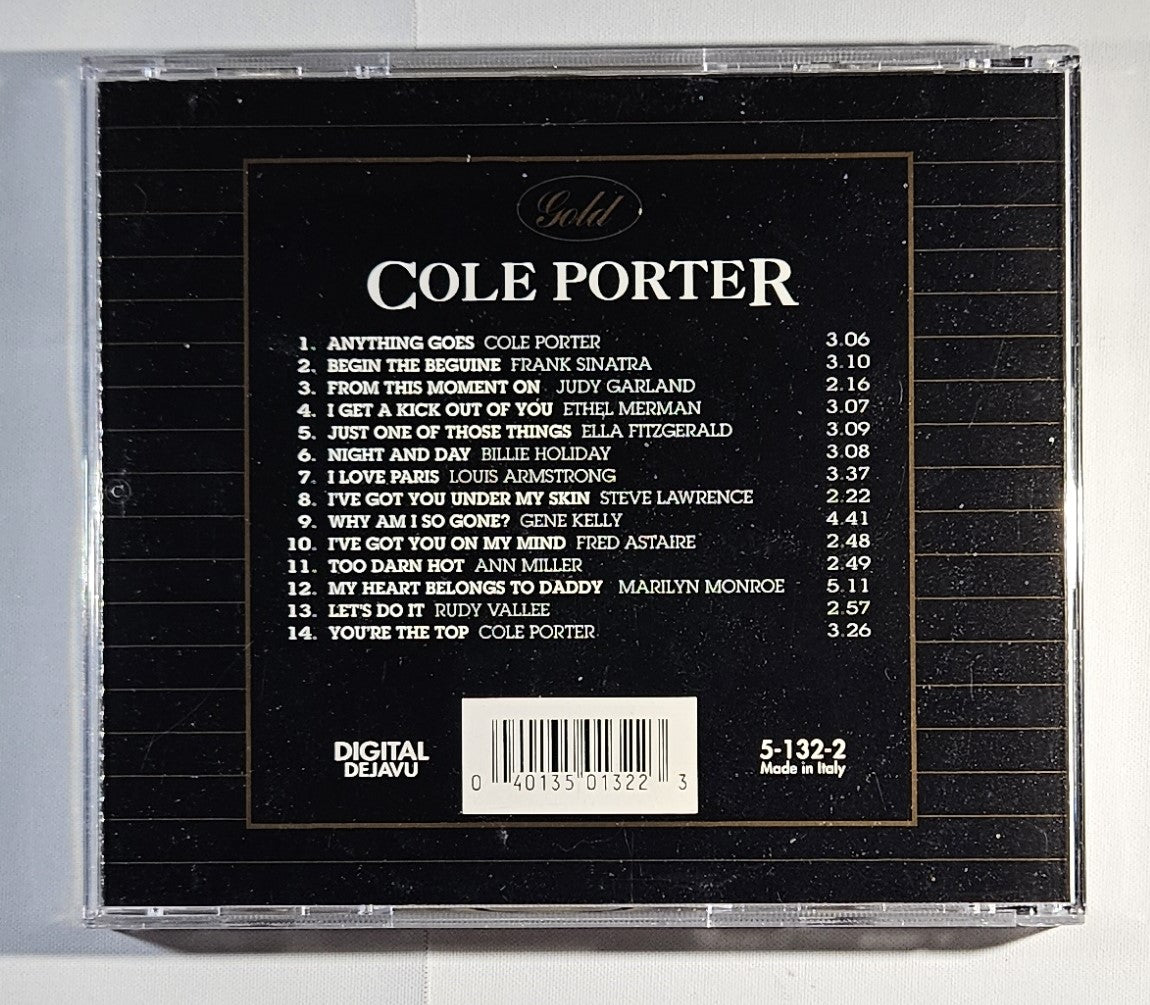 Gold
COLE PORTER
1. ANYTHING GOES COLE PORTER 3.06
2. BEGIN THE BEGUINE FRANK SINATRA 3.10
3. FROM THIS MOMENT ON JUDY GARLAND 2.16
4. I GET A KICK OUT OF YOU ETHEL MERMAN 3.07
5. JUST ONE OF THOSE THINGS ELLA FITZGERALD 3.09
6. NIGHT AND DAY BILLIE HOLIDAY 3.08
7. I LOVE PARIS LOUIS ARMSTRONG 3.37
8. I'VE GOT YOU UNDER MY SKIN STEVE LAWRENCE 2.22
9. WHY AM I SO GONE? GENE KELLY 4.41
10. I'VE GOT YOU ON MY MIND FRED ASTAIRE 2.48
11. TOO DARN HOT ANN MILLER 2.49
12. MY HEART BELONGS TO DADDY MARILYN MONROE 5.11
13. LET'S DO IT RUDY VALLEE 2.57
14. YOU'RE THE TOP COLE PORTER 3.26
DIGITAL
DEJAVU
0 40135 01322 3
5-132-2
Made in Italy